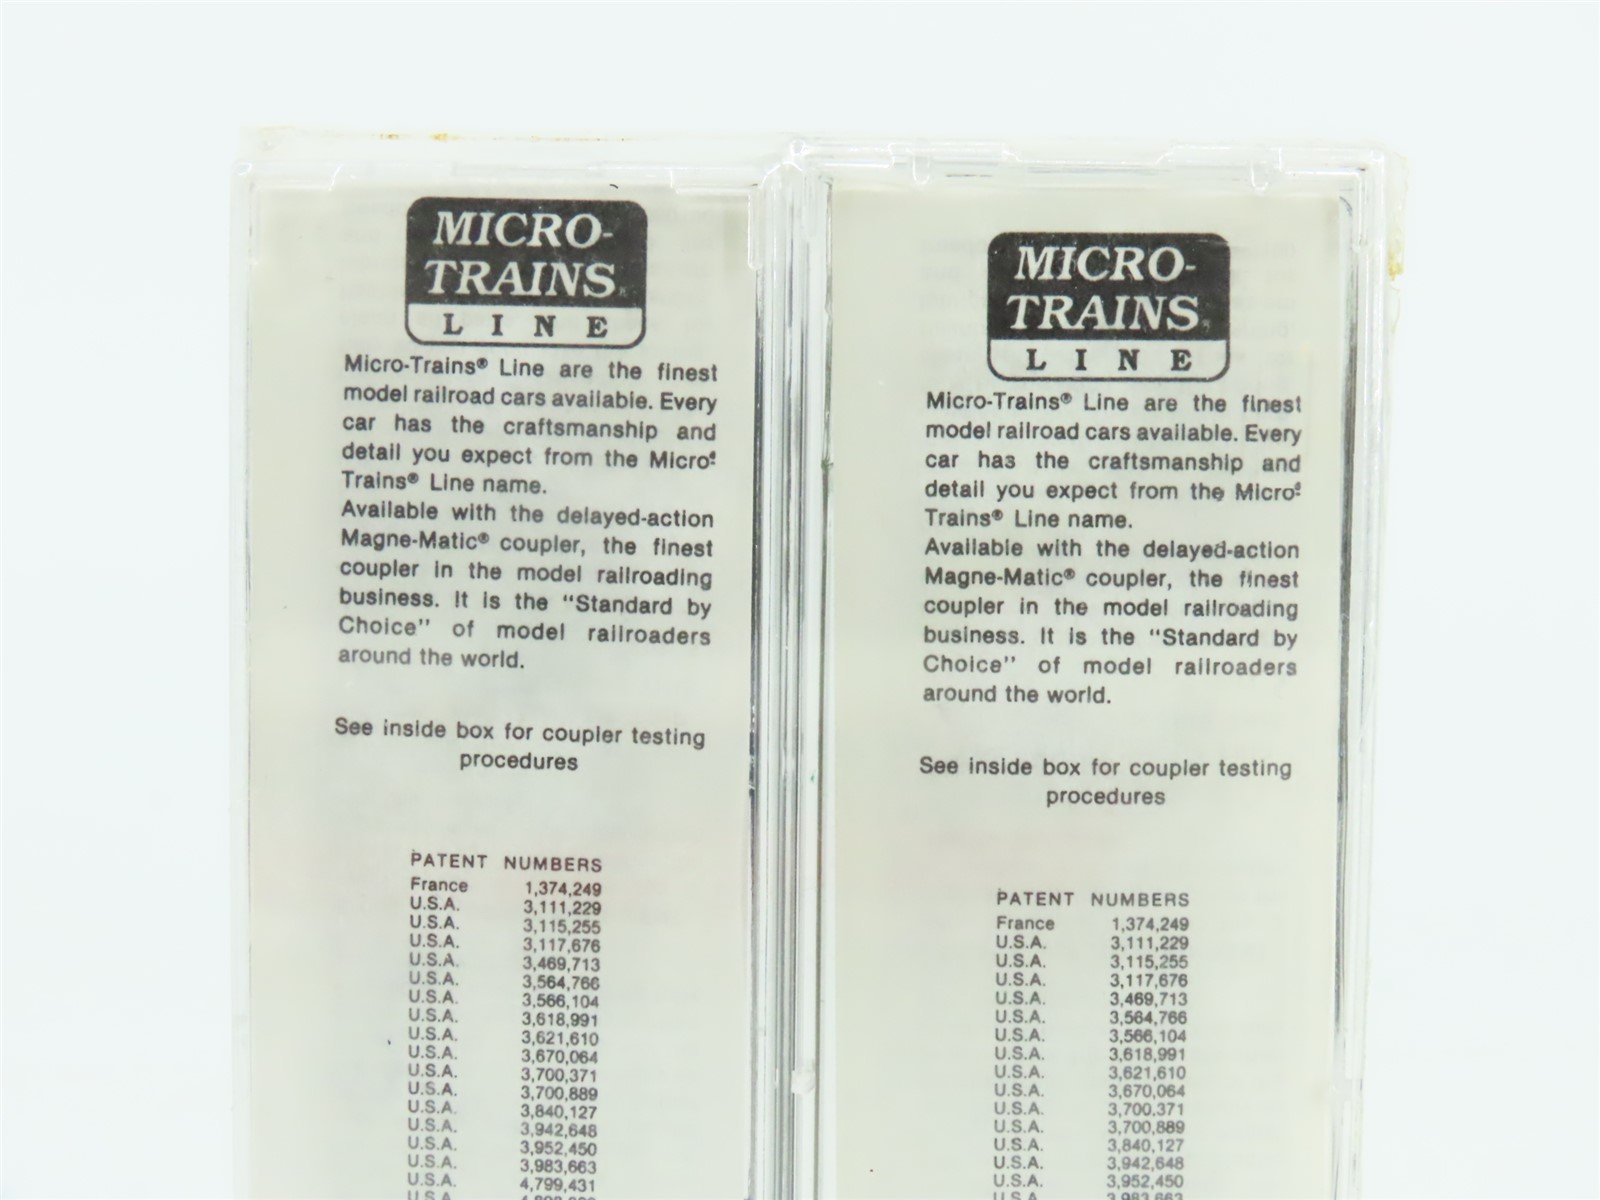 MICRO-
TRAINS
LINE
Micro-Trains® Line are the finest
model railroad cars available. Every
car has the craftsmanship and
detail you expect from the Micro-
Trains® Line name.
Available with the delayed-action
Magne-Matic® coupler, the finest
coupler in the model railroading
business. It is the "Standard by
Choice" of model railroaders
around the world.
See inside box for coupler testing
procedures
PATENT NUMBERS
France 1,374,249
U.S.A. 3,111,229
U.S.A. 3,115,255
U.S.A. 3,117,676
U.S.A. 3,469,713
U.S.A. 3,564,766
U.S.A. 3,566,104
U.S.A. 3,618,991
U.S.A. 3,621,610
U.S.A. 3,670,064
U.S.A. 3,700,371
U.S.A. 3,700,889
U.S.A. 3,840,127
U.S.A. 3,942,648
U.S.A. 3,952,450
U.S.A. 3,983,663
U.S.A. 4,799,431
U.S.A.
MICRO-
TRAINS
LINE
Micro-Trains® Line are the finest
model railroad cars available. Every
car has the craftsmanship and
detail you expect from the Micro-
Trains® Line name.
Available with the delayed-action
Magne-Matic® coupler, the finest
coupler in the model railroading
business. It is the "Standard by
Choice" of model railroaders
around the world.
See inside box for coupler testing
procedures
PATENT NUMBERS
France 1,374,249
U.S.A. 3,111,229
U.S.A. 3,115,255
U.S.A. 3,117,676
U.S.A. 3,469,713
U.S.A. 3,564,766
U.S.A. 3,566,104
U.S.A. 3,618,991
U.S.A. 3,621,610
U.S.A. 3,670,064
U.S.A. 3,700,371
U.S.A. 3,700,889
U.S.A. 3,840,127
U.S.A. 3,942,648
U.S.A. 3,952,450
U.S.A. 3,983,663